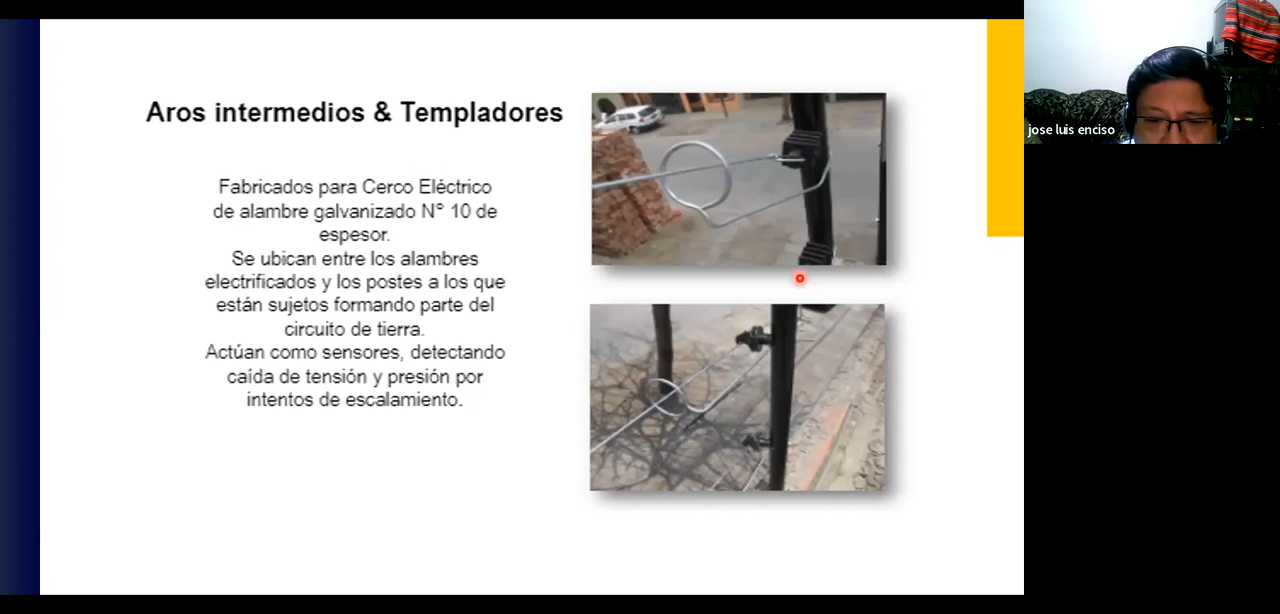 Aros intermedios & Templadores
Fabricados para Cerco Eléctrico
de alambre galvanizado N° 10 de
espesor.
Se ubican entre los alambres
electrificados y los postes a los que
están sujetos formando parte del
circuito de tierra.
Actúan como sensores, detectando
caída de tensión y presión por
intentos de escalamiento.
jose luis enciso